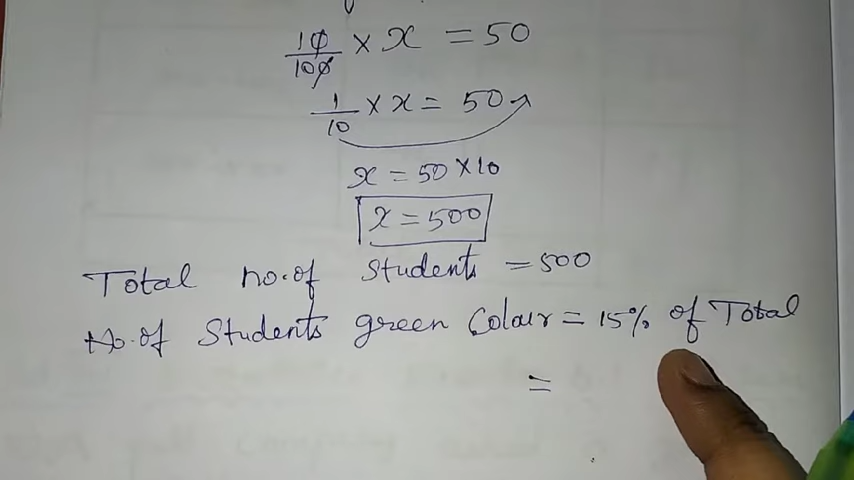 10/100 × x = 50
1/10 × x = 50
x = 50 × 10
x = 500
Total no. of Students = 500
No. of Students green Colour = 15% of Total
=